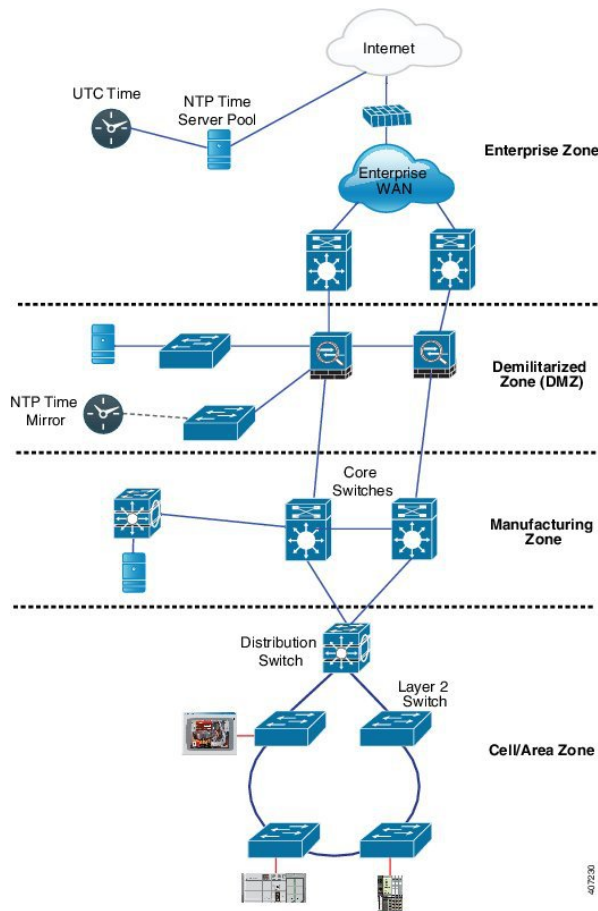 Internet
UTC Time
NTP Time
Server Pool
Enterprise Zone
Enterprise
WAN
Demilitarized
Zone (DMZ)
NTP Time
Mirror
Core
Switches
Manufacturing
Zone
Distribution
Switch
Layer 2
Switch
Cell/Area Zone
407230